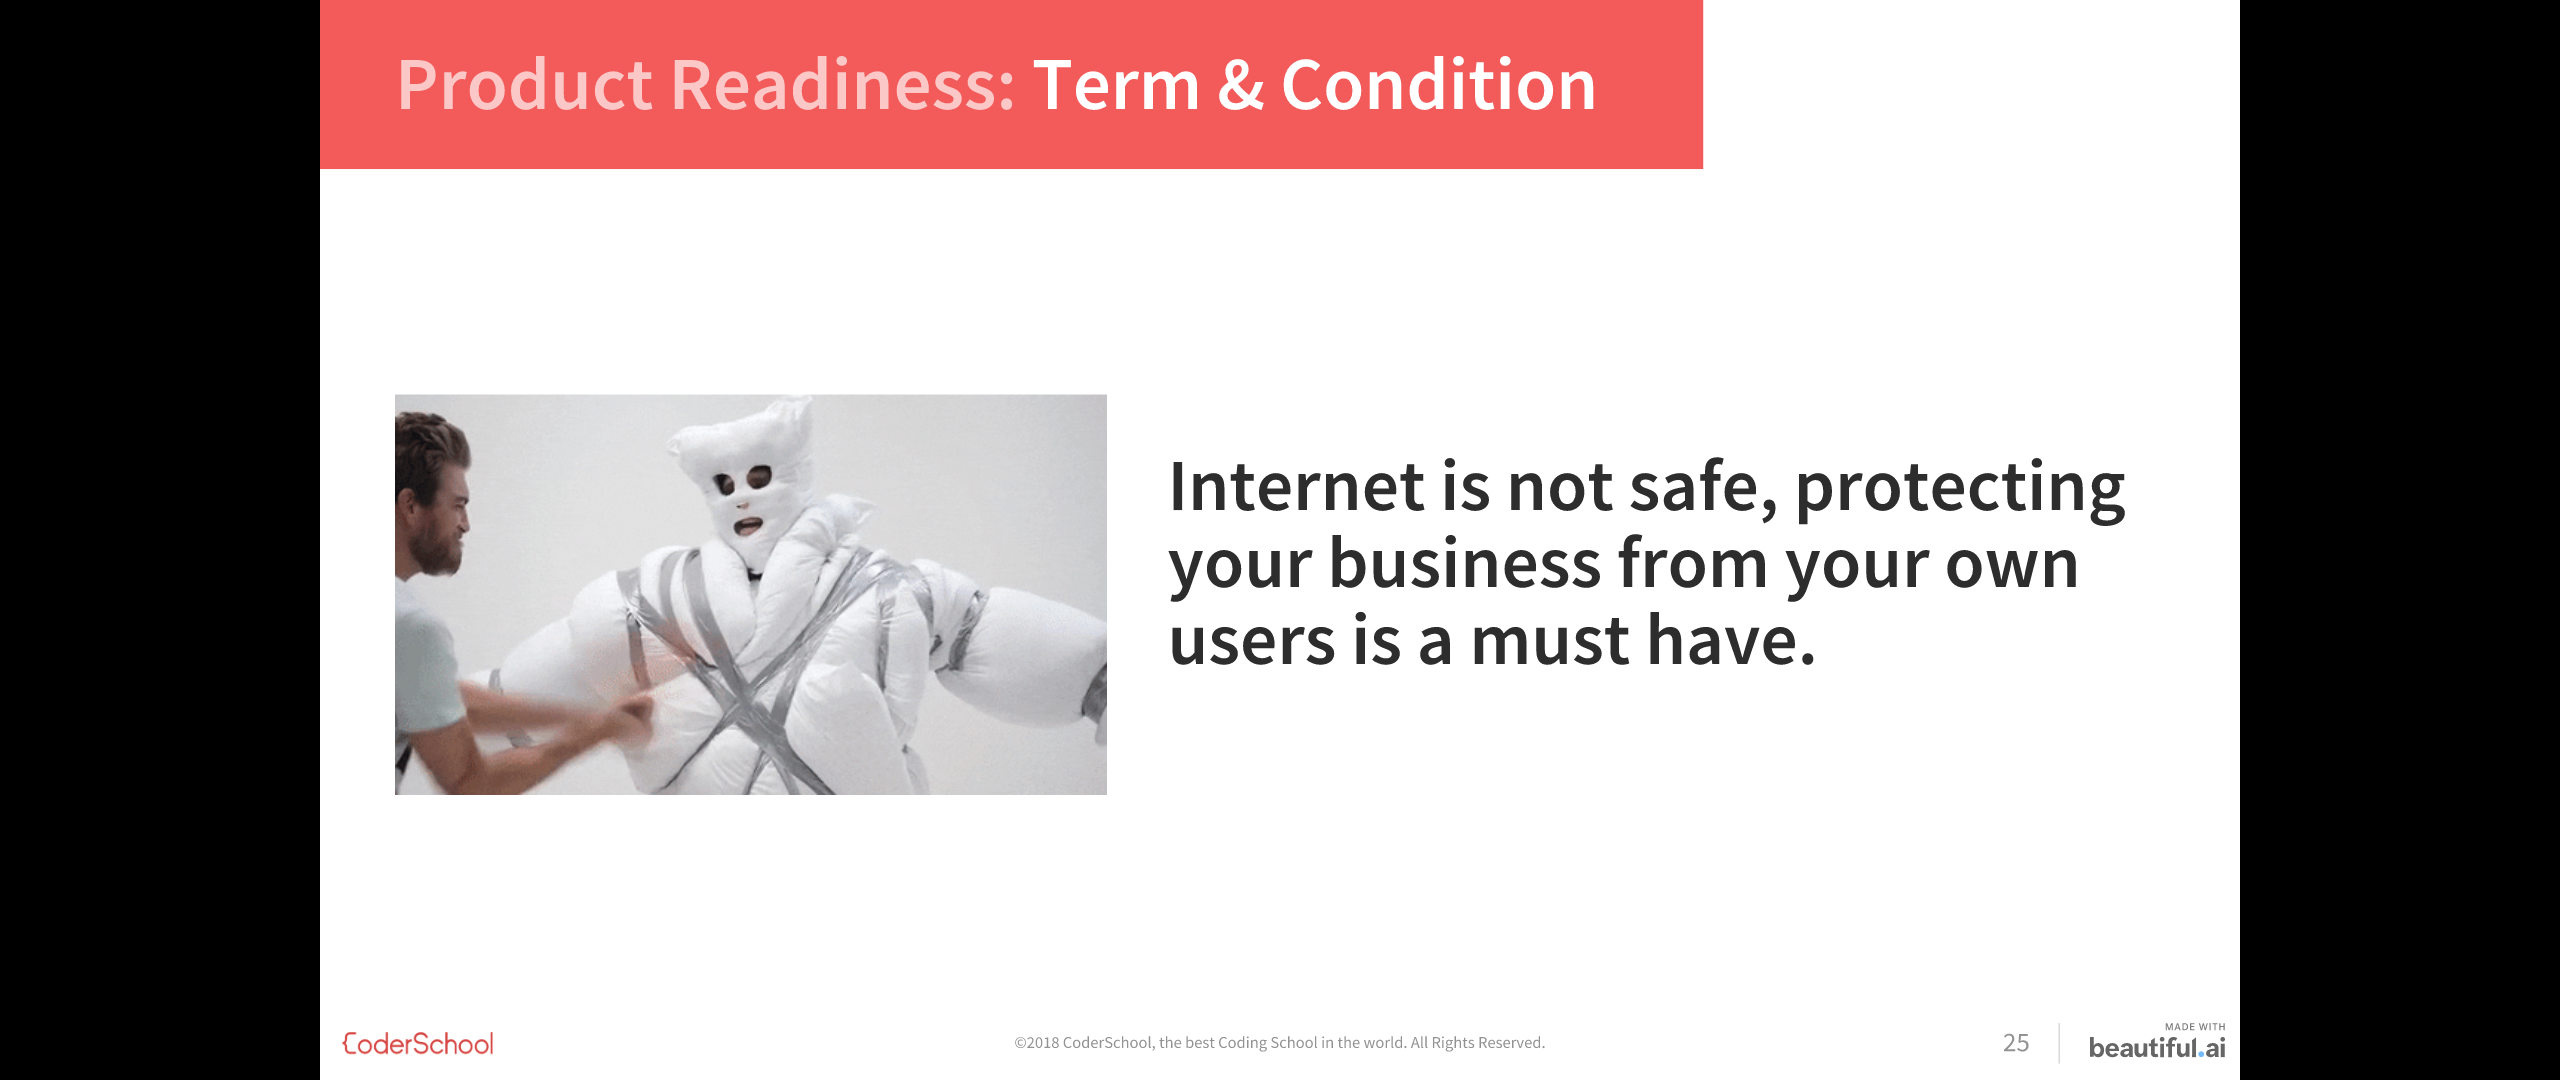 Product Readiness: Term & Condition
Internet is not safe, protecting
your business from your own
users is a must have.
CoderSchool
©2018 CoderSchool, the best Coding School in the world. All Rights Reserved.
25
MADE WITH
beautiful.ai